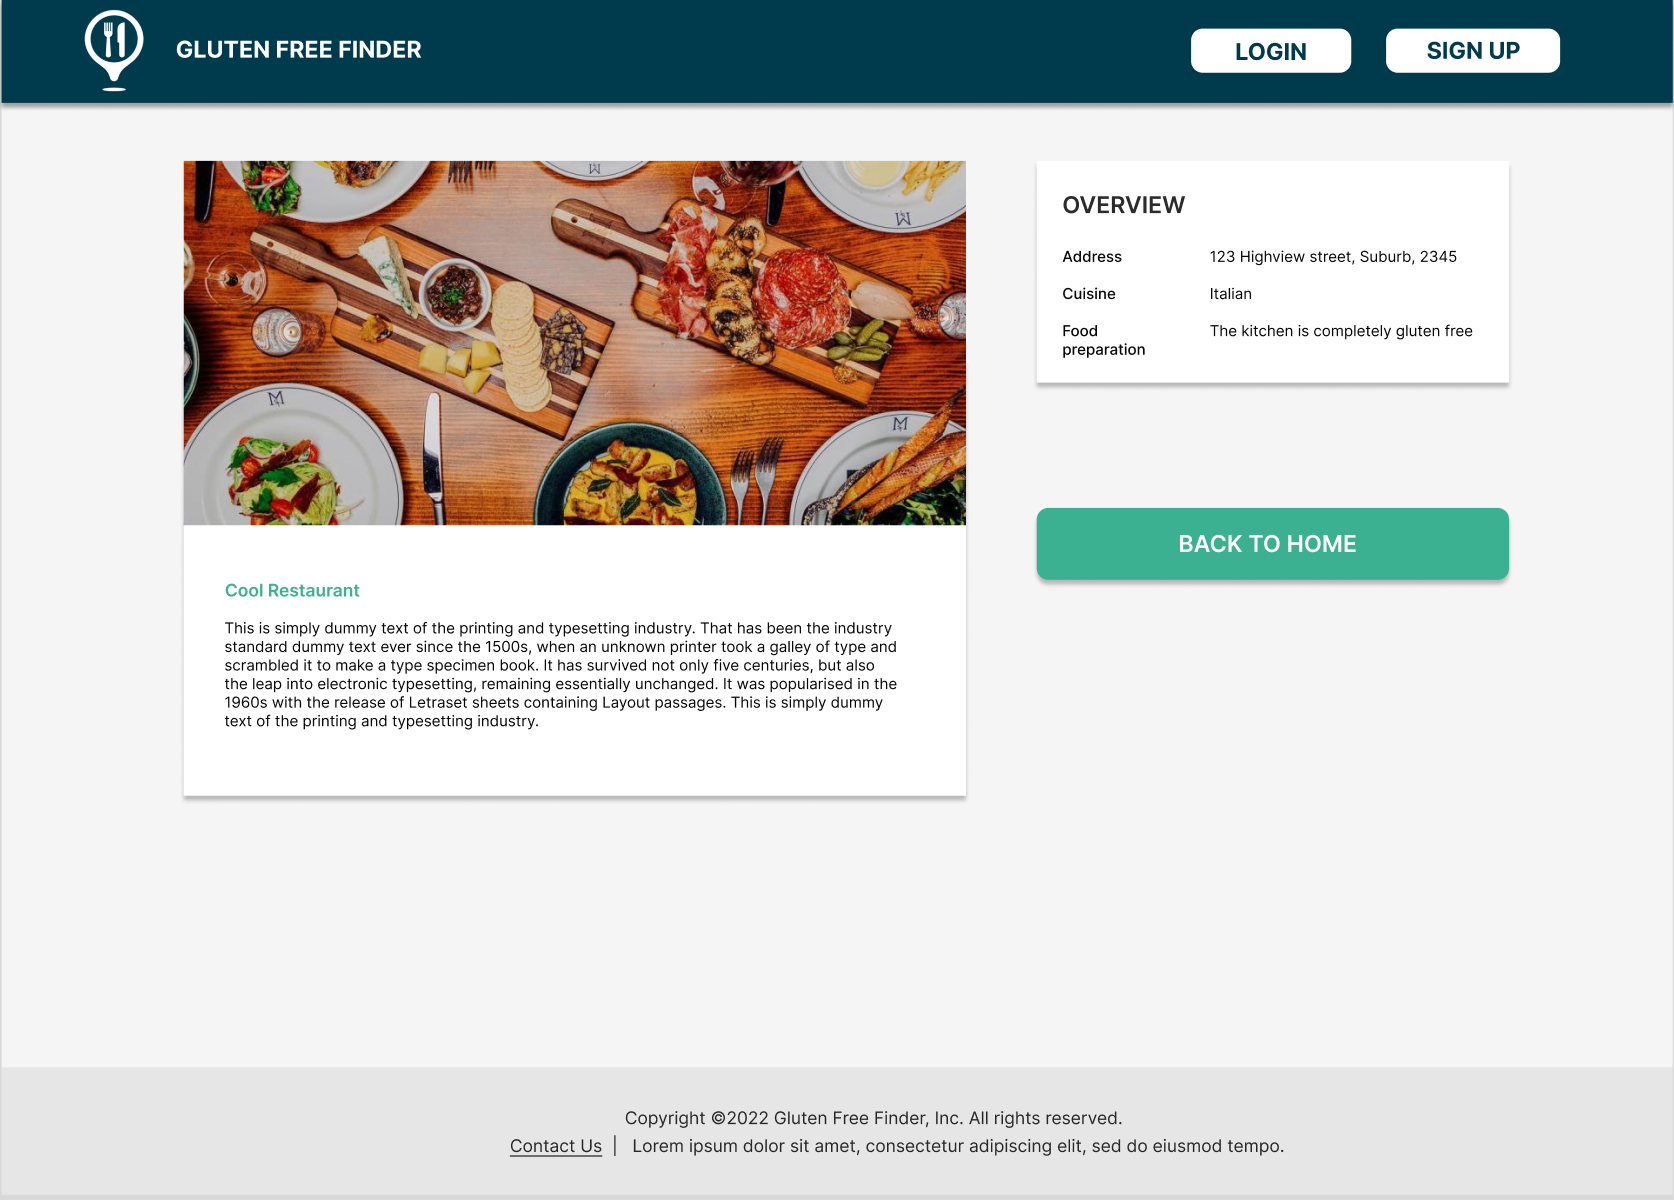 GLUTEN FREE FINDER
LOGIN
SIGN UP
M
M
M
M
Cool Restaurant
This is simply dummy text of the printing and typesetting industry. That has been the industry
standard dummy text ever since the 1500s, when an unknown printer took a galley of type and
scrambled it to make a type specimen book. It has survived not only five centuries, but also
the leap into electronic typesetting, remaining essentially unchanged. It was popularised in the
1960s with the release of Letraset sheets containing Layout passages. This is simply dummy
text of the printing and typesetting industry.
OVERVIEW
Address 123 Highview street, Suburb, 2345
Cuisine Italian
Food The kitchen is completely gluten free
preparation
BACK TO HOME
Copyright ©2022 Gluten Free Finder, Inc. All rights reserved.
Contact Us | Lorem ipsum dolor sit amet, consectetur adipiscing elit, sed do eiusmod tempo.